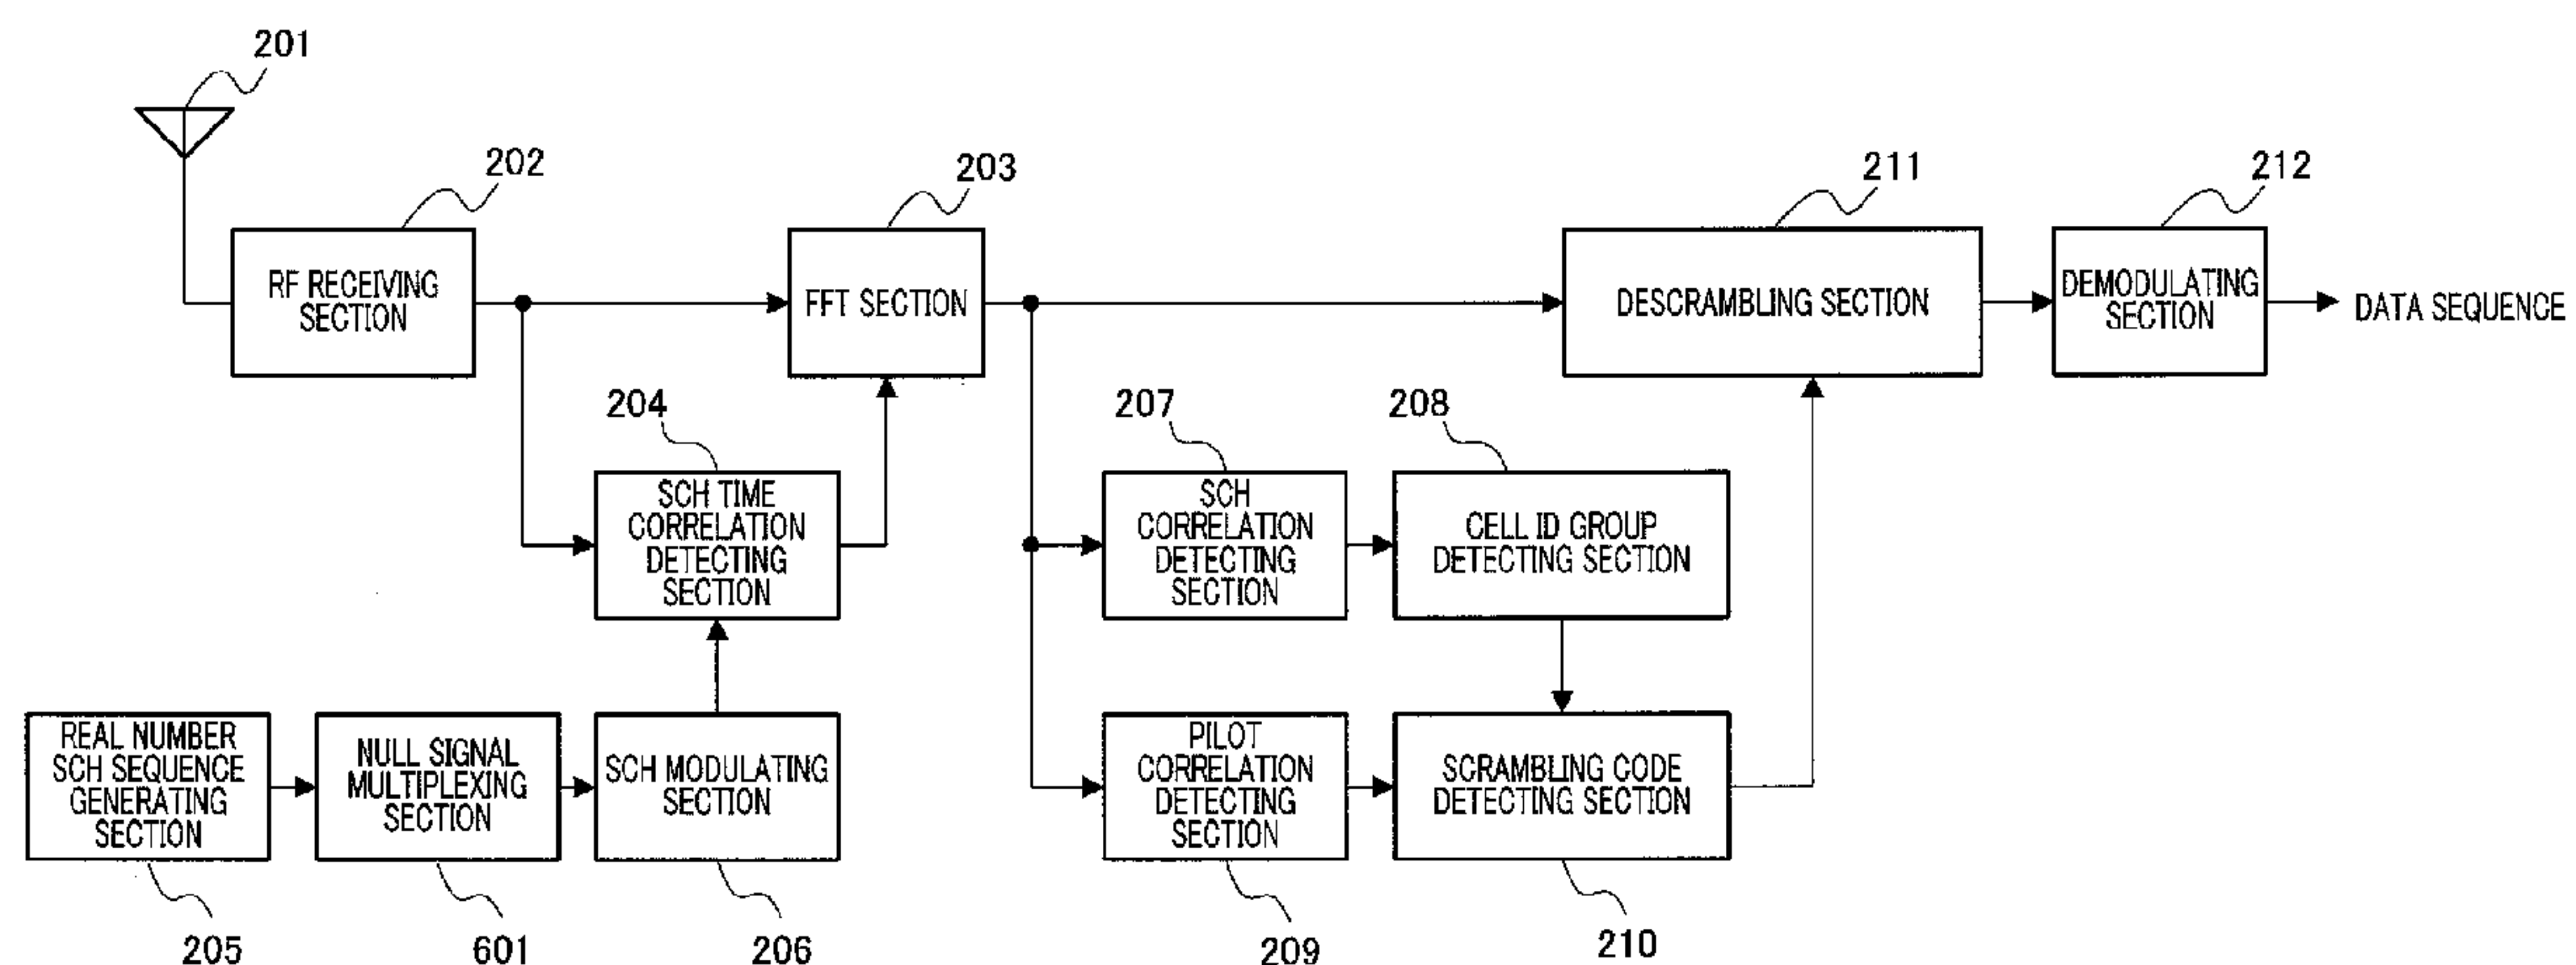 201
202
203
211
212
RF RECEIVING
SECTION
FFT SECTION
DESCRAMBLING SECTION
DEMODULATING
SECTION
DATA SEQUENCE
204
207
208
SCH TIME
CORRELATION
DETECTING
SECTION
SCH
CORRELATION
DETECTING
SECTION
CELL ID GROUP
DETECTING SECTION
REAL NUMBER
SCH SEQUENCE
GENERATING
SECTION
NULL SIGNAL
MULTIPLEXING
SECTION
SCH MODULATING
SECTION
PILOT
CORRELATION
DETECTING
SECTION
SCRAMBLING CODE
DETECTING SECTION
205
601
206
209
210